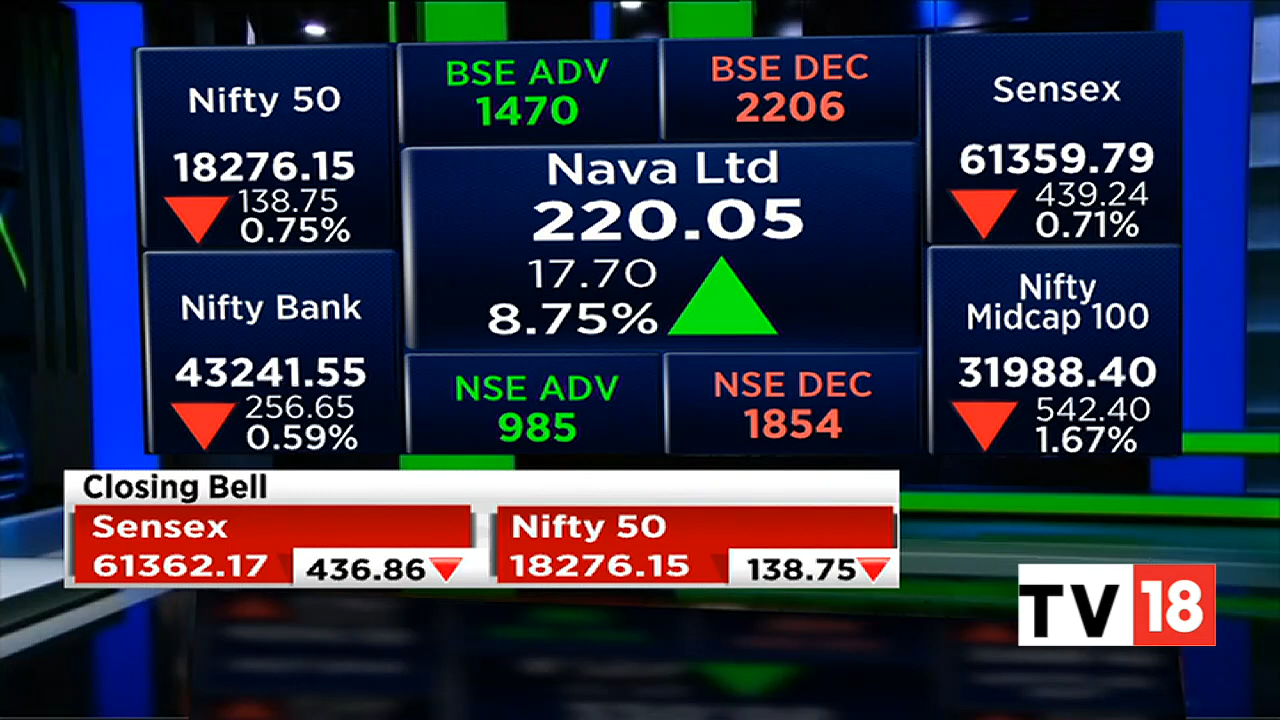 Nifty 50
18276.15
138.75
0.75%
BSE ADV
1470
BSE DEC
2206
Sensex
61359.79
439.24
0.71%
Nava Ltd
220.05
17.70
8.75%
Nifty Bank
43241.55
256.65
0.59%
NSE ADV
985
NSE DEC
1854
Nifty
Midcap 100
31988.40
542.40
1.67%
Closing Bell
Sensex
61362.17 436.86
Nifty 50
18276.15 138.75
TV18